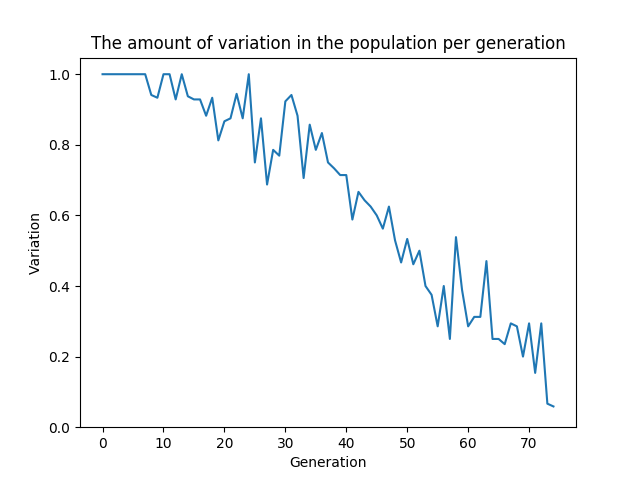 The amount of variation in the population per generation
1.0
0.8
0.6
0.4
0.2
0.0
Variation
0 10 20 30 40 50 60 70
Generation